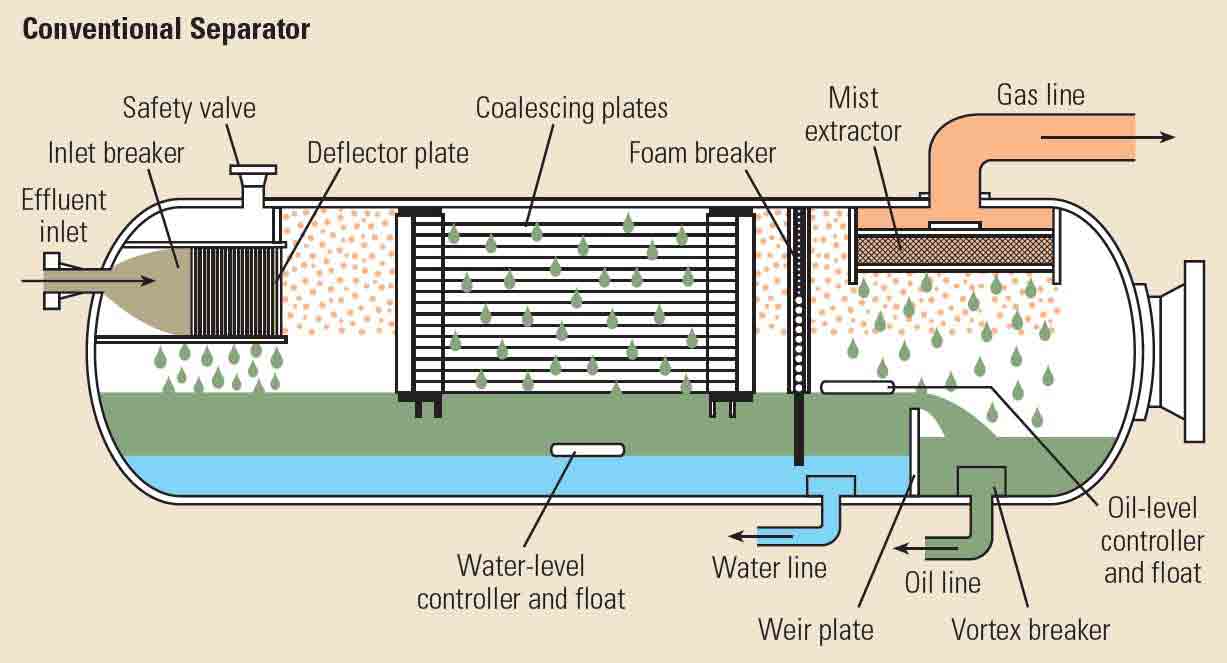 Conventional Separator
Safety valve
Coalescing plates
Mist
extractor
Gas line
Inlet breaker
Deflector plate
Foam breaker
Effluent
inlet
Water-level
controller and float
Water line
Oil line
Oil-level
controller
and float
Weir plate
Vortex breaker